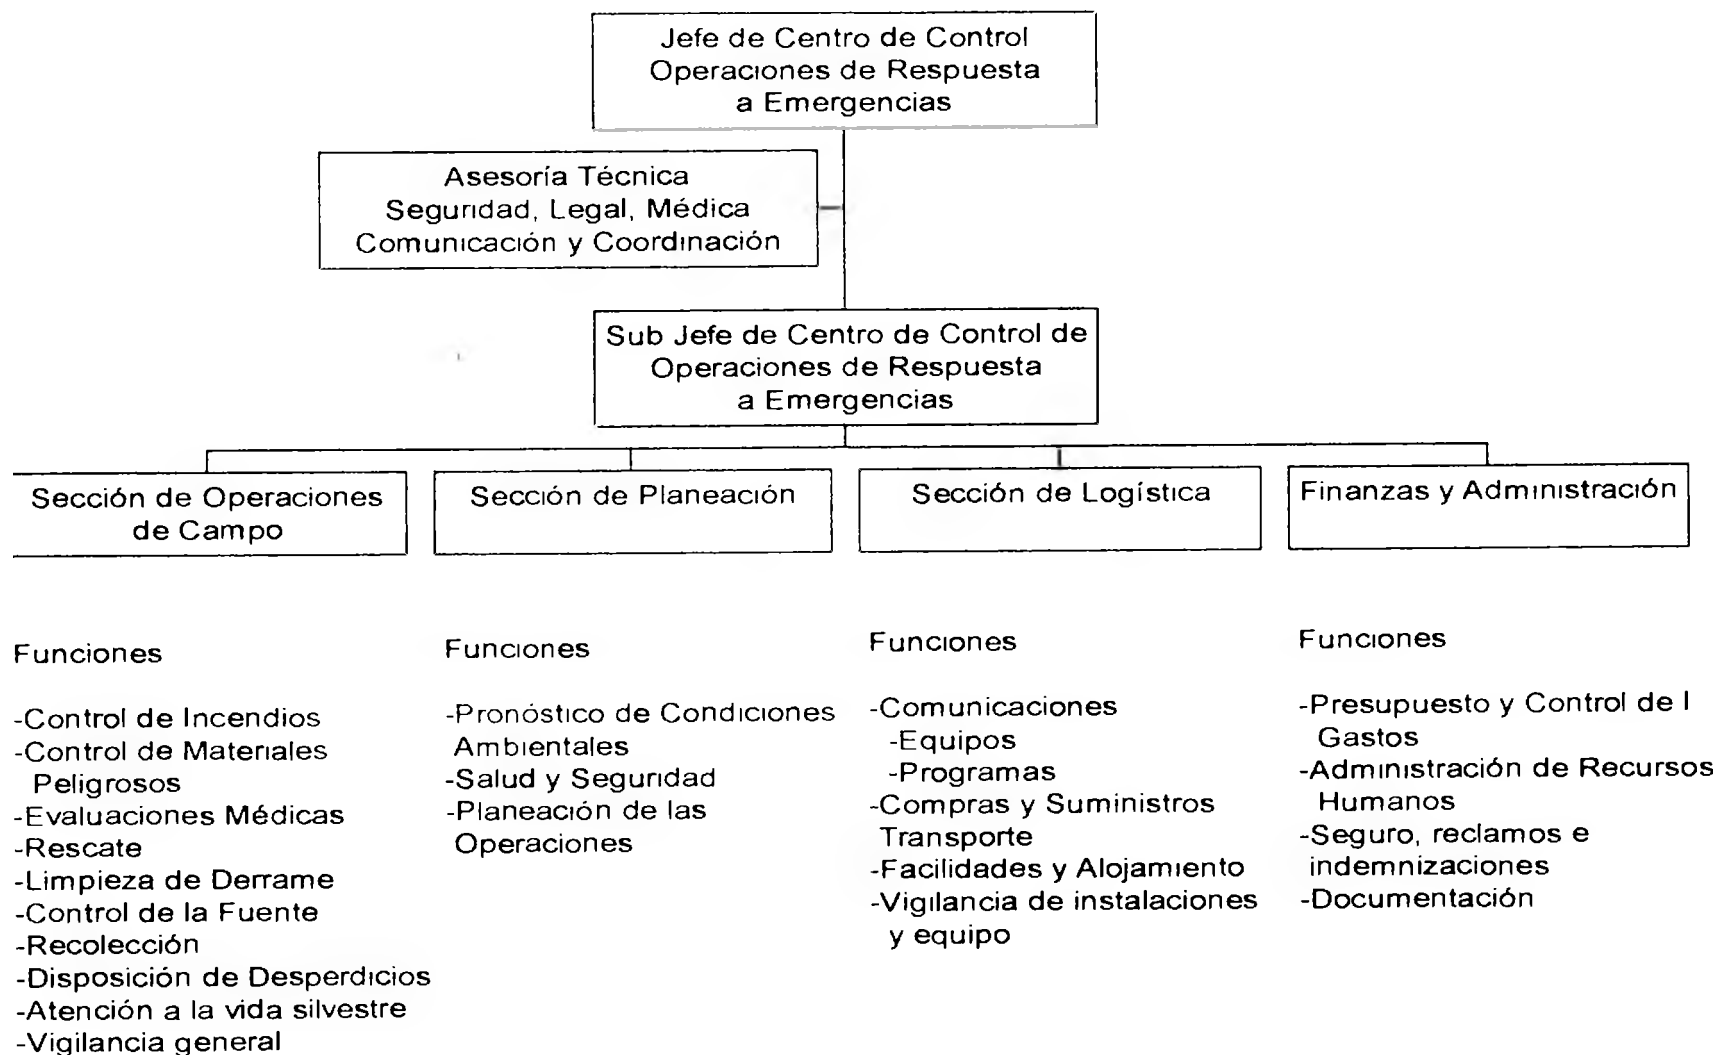 Jefe de Centro de Control
Operaciones de Respuesta
a Emergencias
Asesoría Técnica
Seguridad, Legal, Médica
Comunicación y Coordinación
Sub Jefe de Centro de Control de
Operaciones de Respuesta
a Emergencias
Sección de Operaciones
de Campo
Sección de Planeación
Sección de Logística
Finanzas y Administración
Funciones
-Control de Incendios
-Control de Materiales
Peligrosos
-Evaluaciones Médicas
-Rescate
-Limpieza de Derrame
-Control de la Fuente
-Recolección
-Disposición de Desperdicios
-Atención a la vida silvestre
-Vigilancia general
Funciones
-Pronóstico de Condiciones
Ambientales
-Salud y Seguridad
-Planeación de las
Operaciones
Funciones
-Comunicaciones
-Equipos
-Programas
-Compras y Suministros
Transporte
-Facilidades y Alojamiento
-Vigilancia de instalaciones
y equipo
Funciones
-Presupuesto y Control de l
Gastos
-Administración de Recursos
Humanos
-Seguro, reclamos e
indemnizaciones
-Documentación